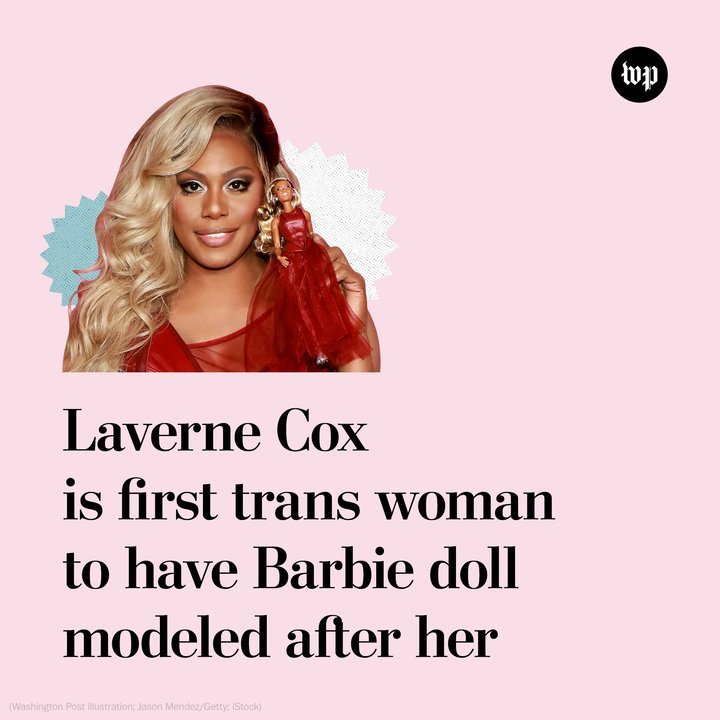 wp
Laverne Cox
is first trans woman
to have Barbie doll
modeled after her
(Washington Post illustration; Jason Mendez/Getty; iStock)